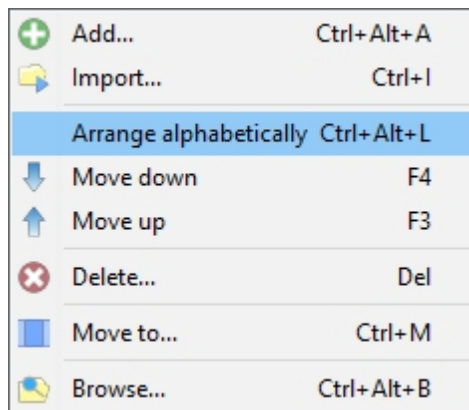 Add... Ctrl+Alt+A
Import... Ctrl+I
Arrange alphabetically Ctrl+Alt+L
Move down F4
Move up F3
Delete... Del
Move to... Ctrl+M
Browse... Ctrl+Alt+B